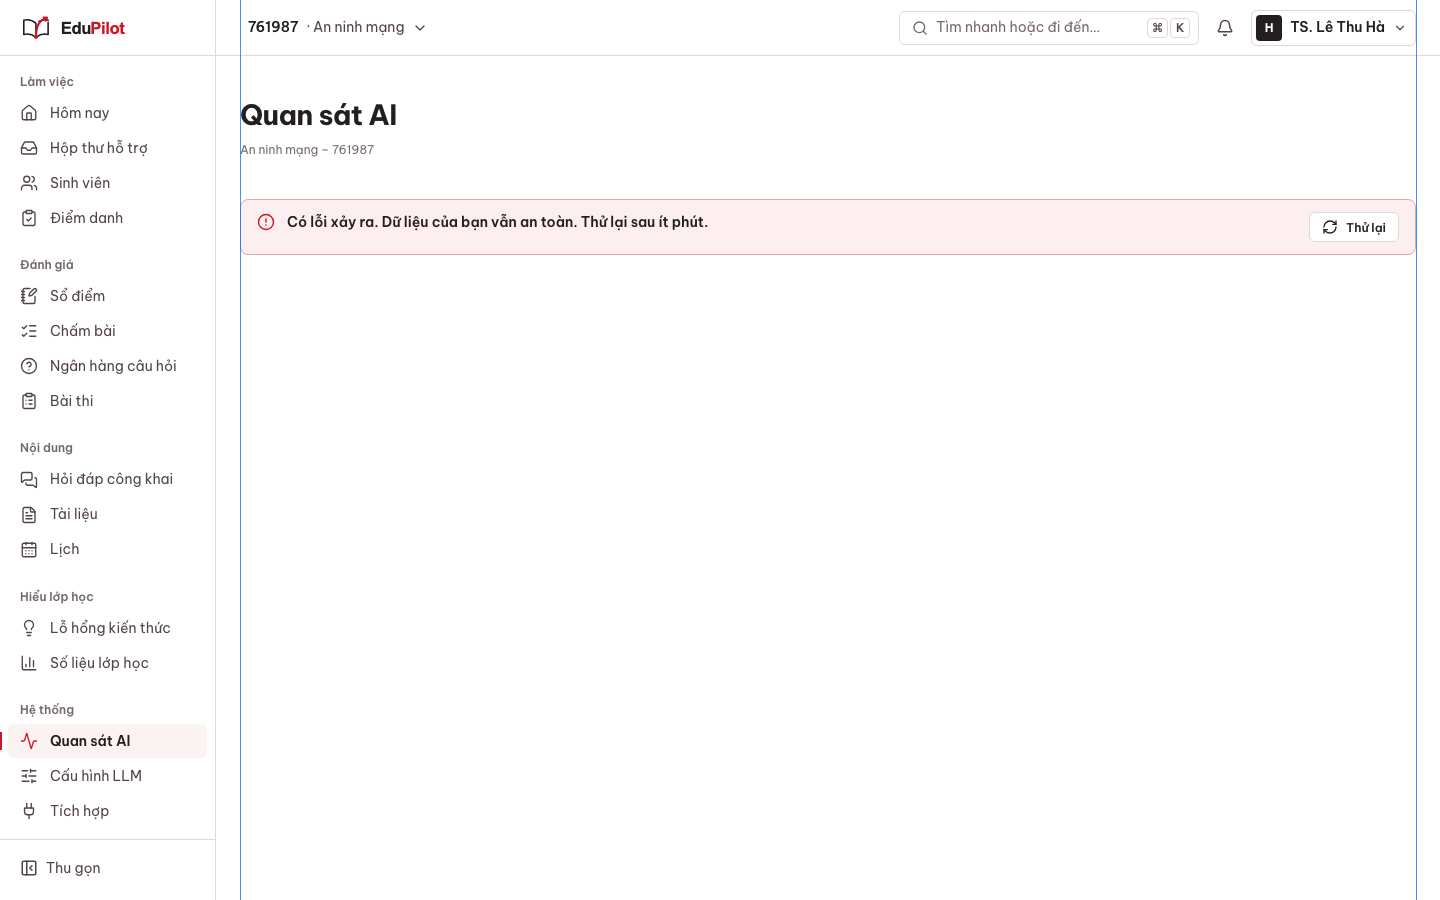 EduPilot
761987 · An ninh mạng
Tìm nhanh hoặc đi đến...
⌘ K
H
TS. Lê Thu Hà
Làm việc
Hôm nay
Hộp thư hỗ trợ
Sinh viên
Điểm danh
Đánh giá
Sổ điểm
Chấm bài
Ngân hàng câu hỏi
Bài thi
Nội dung
Hỏi đáp công khai
Tài liệu
Lịch
Hiểu lớp học
Lỗ hổng kiến thức
Số liệu lớp học
Hệ thống
Quan sát AI
Cấu hình LLM
Tích hợp
Thu gọn
Quan sát AI
An ninh mạng – 761987
Có lỗi xảy ra. Dữ liệu của bạn vẫn an toàn. Thử lại sau ít phút.
Thử lại